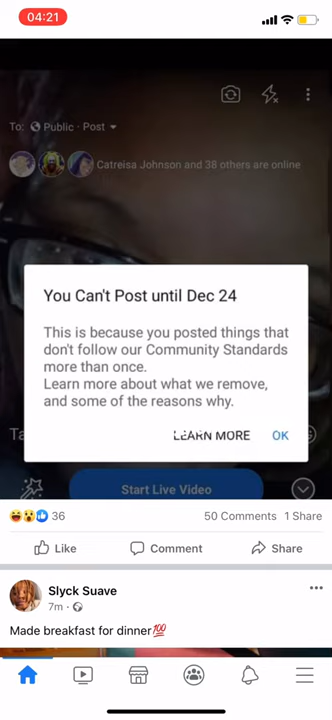 04:21
To: Public · Post
Catreisa Johnson and 38 others are online
You Can't Post until Dec 24
This is because you posted things that
don't follow our Community Standards
more than once.
Learn more about what we remove,
and some of the reasons why.
Ta
LEARN MORE OK
Start Live Video
36 50 Comments 1 Share
Like Comment Share
Slyck Suave
7m ·
Made breakfast for dinner💯